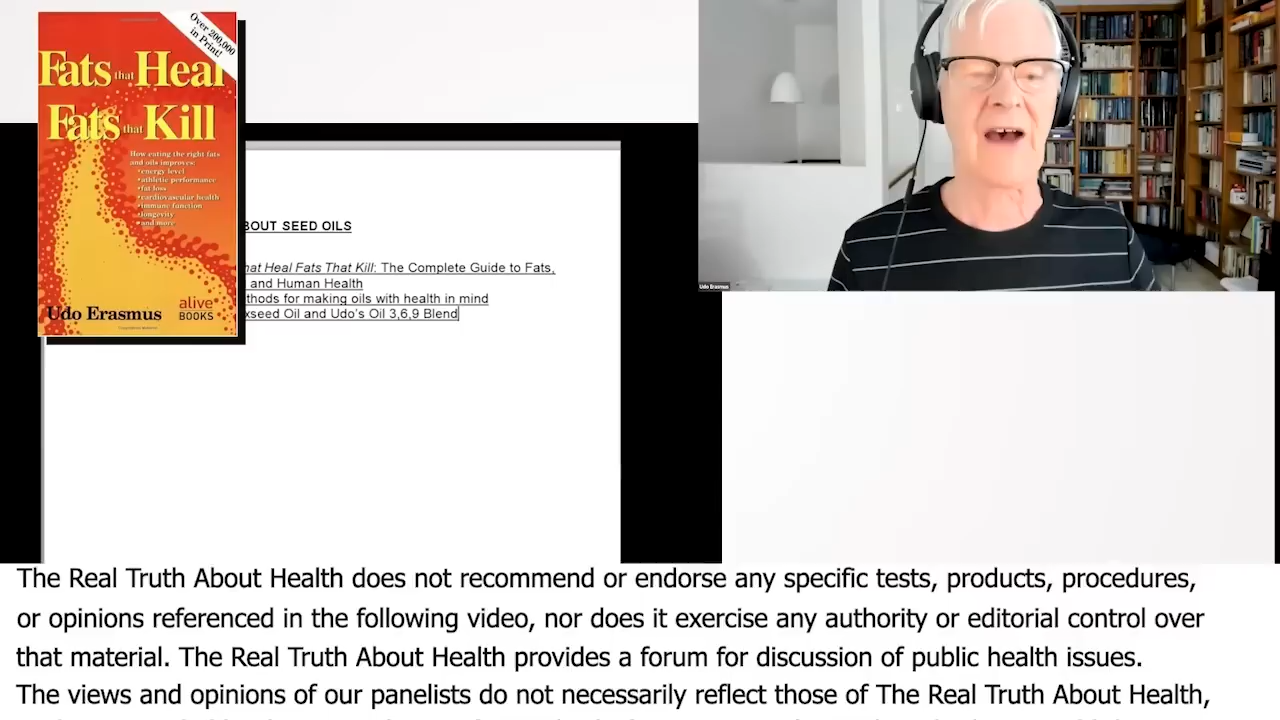 Over 200,000
in Print!
Fats that Heal
Fats that Kill
How eating the right fats
and oils improves:
•energy level
•athletic performance
•fat loss
•cardiovascular health
•immune function
•longevity
•and more
Udo Erasmus
alive
BOOKS
BOUT SEED OILS
hat Heal Fats That Kill: The Complete Guide to Fats,
and Human Health
thods for making oils with health in mind
xseed Oil and Udo's Oil 3,6,9 Blend
Udo Erasmus
The Real Truth About Health does not recommend or endorse any specific tests, products, procedures,
or opinions referenced in the following video, nor does it exercise any authority or editorial control over
that material. The Real Truth About Health provides a forum for discussion of public health issues.
The views and opinions of our panelists do not necessarily reflect those of The Real Truth About Health,